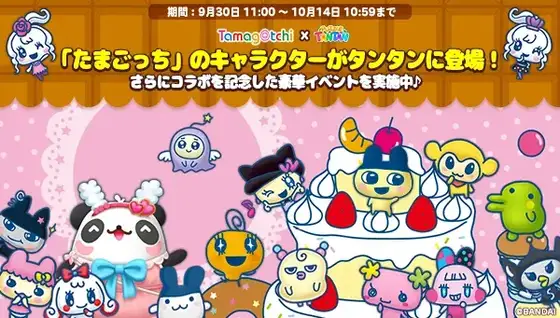 期間：9月30日 11:00 〜 10月14日 10:59まで
Tamagotchi × TANTAN
「たまごっち」のキャラクターがタンタンに登場！
さらにコラボを記念した豪華イベントを実施中♪
©BANDAI